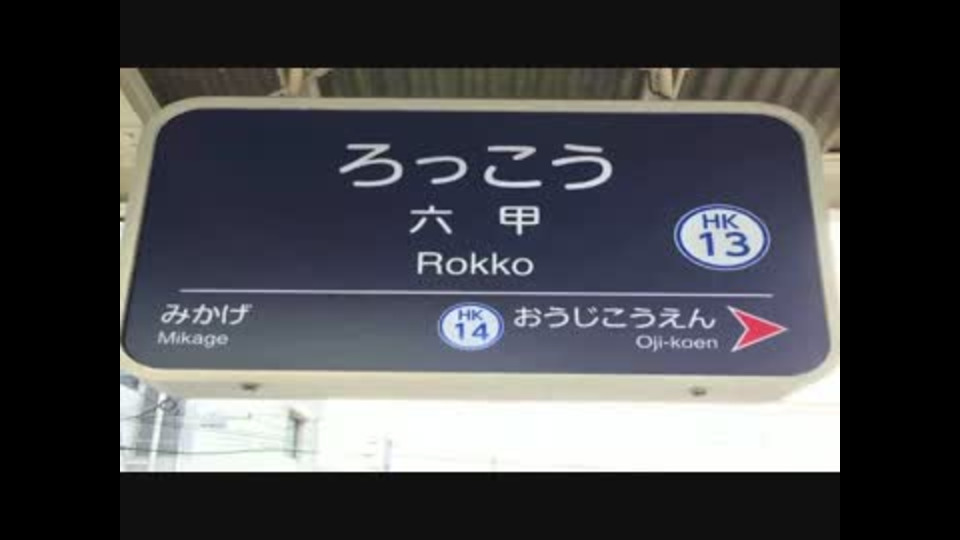 ろっこう
六 甲
Rokko
HK
13
みかげ
Mikage
HK
14
おうじこうえん
Oji-koen